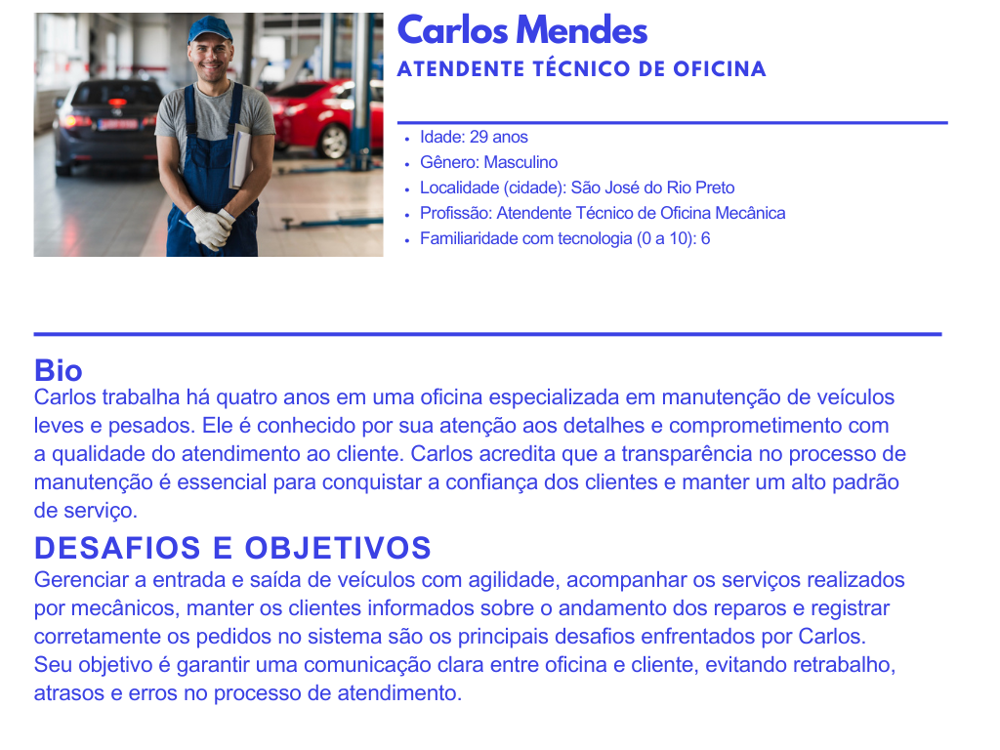 Carlos Mendes
ATENDENTE TÉCNICO DE OFICINA
• Idade: 29 anos
• Gênero: Masculino
• Localidade (cidade): São José do Rio Preto
• Profissão: Atendente Técnico de Oficina Mecânica
• Familiaridade com tecnologia (0 a 10): 6
Bio
Carlos trabalha há quatro anos em uma oficina especializada em manutenção de veículos
leves e pesados. Ele é conhecido por sua atenção aos detalhes e comprometimento com
a qualidade do atendimento ao cliente. Carlos acredita que a transparência no processo de
manutenção é essencial para conquistar a confiança dos clientes e manter um alto padrão
de serviço.
DESAFIOS E OBJETIVOS
Gerenciar a entrada e saída de veículos com agilidade, acompanhar os serviços realizados
por mecânicos, manter os clientes informados sobre o andamento dos reparos e registrar
corretamente os pedidos no sistema são os principais desafios enfrentados por Carlos.
Seu objetivo é garantir uma comunicação clara entre oficina e cliente, evitando retrabalho,
atrasos e erros no processo de atendimento.